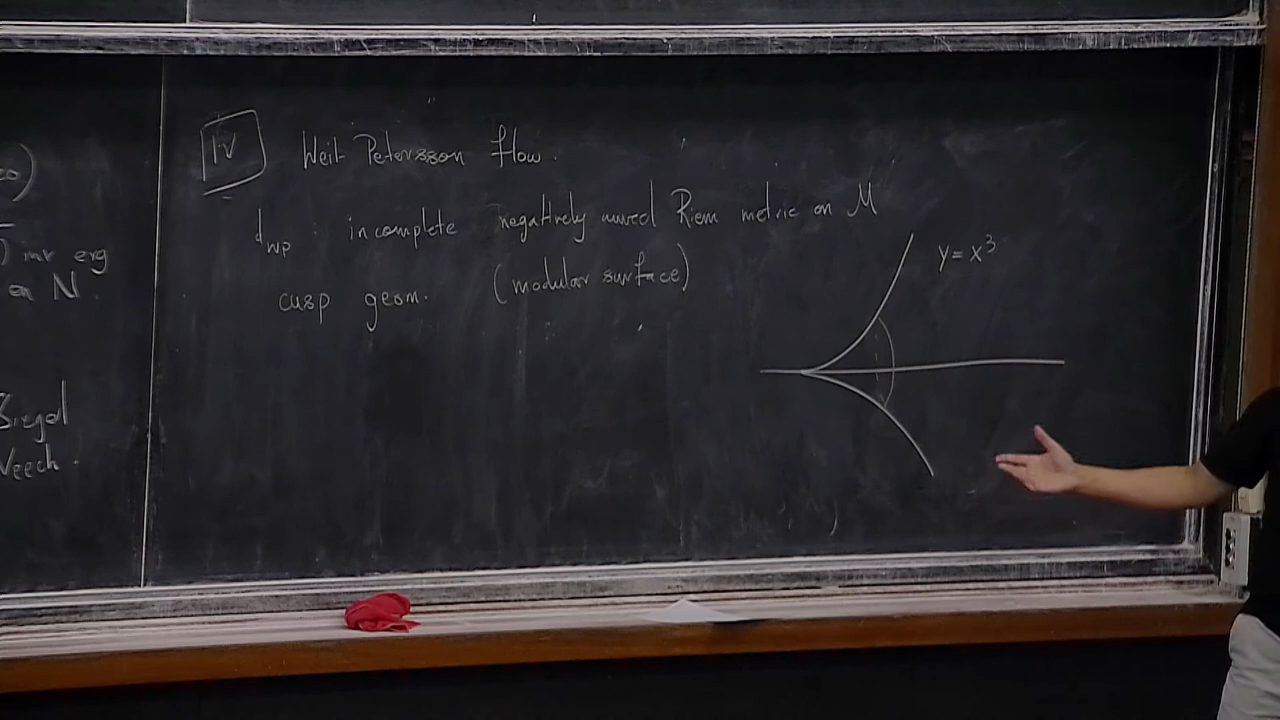 IV Weil-Petersson flow.
d_WP incomplete negatively curved Riem metric on M
cusp geom. (modular surface)
y = x^3
inv erg
on N.
Siegel
Veech.